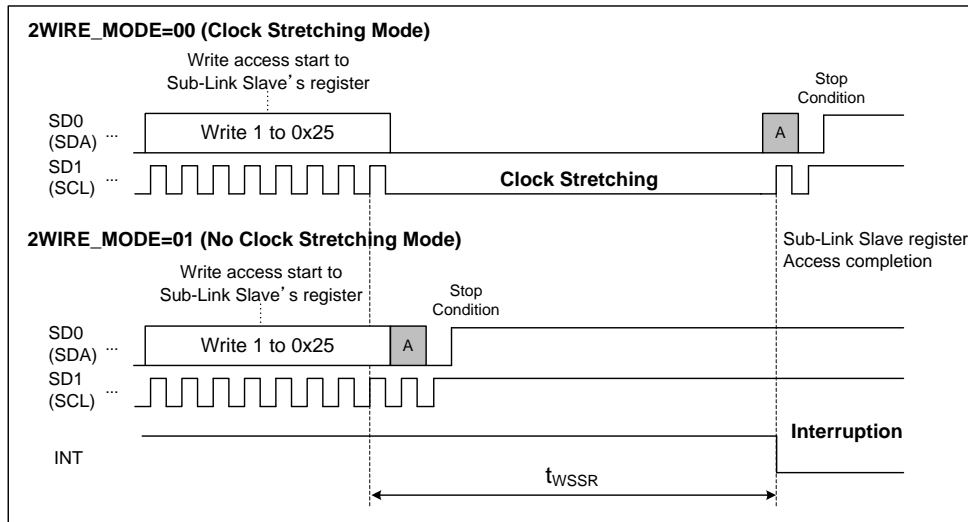 2WIRE_MODE=00 (Clock Stretching Mode)
Write access start to
Sub-Link Slave’s register
Stop
Condition
SD0
(SDA) ...
Write 1 to 0x25
A
SD1
(SCL) ...
Clock Stretching
2WIRE_MODE=01 (No Clock Stretching Mode)
Sub-Link Slave register
Access completion
Write access start to
Sub-Link Slave’s register
Stop
Condition
SD0
(SDA) ...
Write 1 to 0x25
A
SD1
(SCL) ...
Interruption
INT
tWSSR